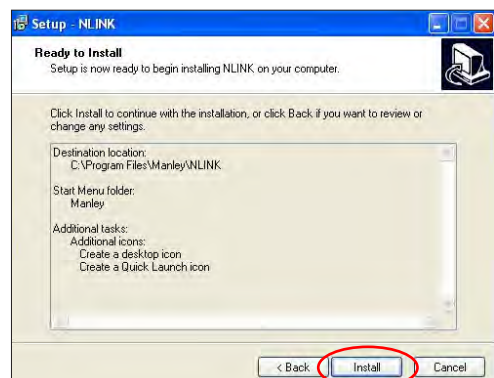 Setup - NLINK
Ready to Install
Setup is now ready to begin installing NLINK on your computer.
Click Install to continue with the installation, or click Back if you want to review or
change any settings.
Destination location:
C:\Program Files\Manley\NLINK
Start Menu folder:
Manley
Additional tasks:
Additional icons:
Create a desktop icon
Create a Quick Launch icon
< Back Install Cancel